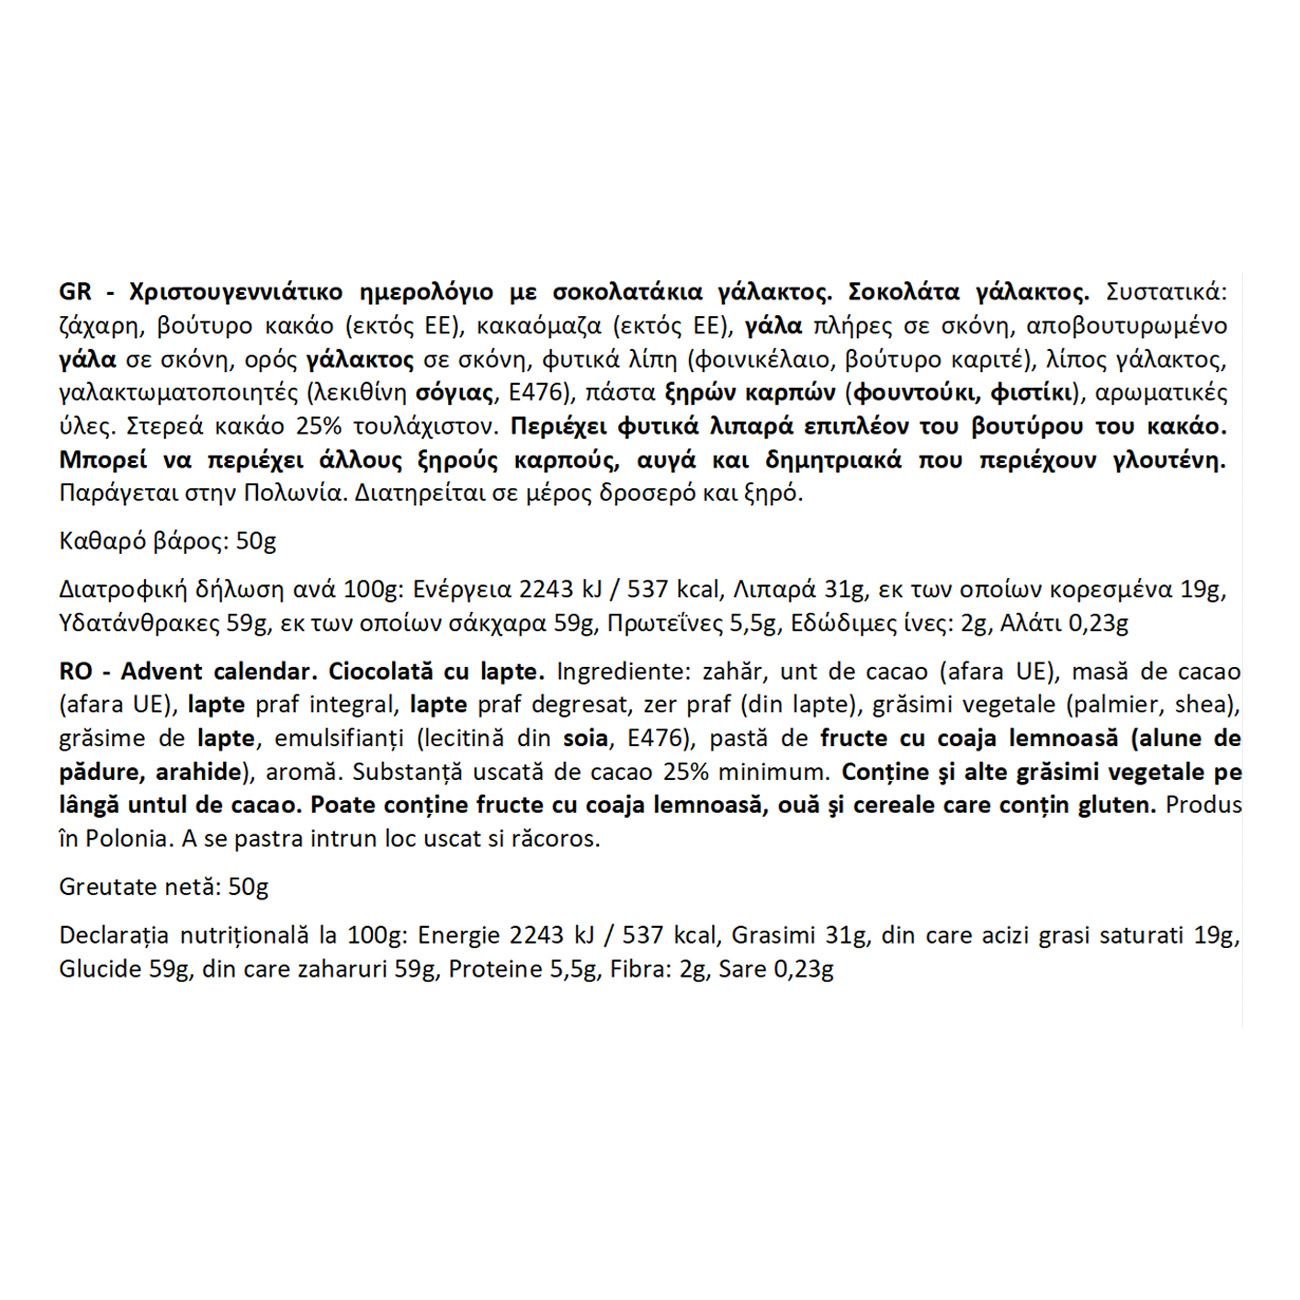 GR - Χριστουγεννιάτικο ημερολόγιο με σοκολατάκια γάλακτος. Σοκολάτα γάλακτος. Συστατικά:
ζάχαρη, βούτυρο κακάο (εκτός ΕΕ), κακαόμαζα (εκτός ΕΕ), γάλα πλήρες σε σκόνη, αποβουτυρωμένο
γάλα σε σκόνη, ορός γάλακτος σε σκόνη, φυτικά λίπη (φοινικέλαιο, βούτυρο καριτέ), λίπος γάλακτος,
γαλακτωματοποιητές (λεκιθίνη σόγιας, E476), πάστα ξηρών καρπών (φουντούκι, φιστίκι), αρωματικές
ύλες. Στερεά κακάο 25% τουλάχιστον. Περιέχει φυτικά λιπαρά επιπλέον του βουτύρου του κακάο.
Μπορεί να περιέχει άλλους ξηρούς καρπούς, αυγά και δημητριακά που περιέχουν γλουτένη.
Παράγεται στην Πολωνία. Διατηρείται σε μέρος δροσερό και ξηρό.
Καθαρό βάρος: 50g
Διατροφική δήλωση ανά 100g: Ενέργεια 2243 kJ / 537 kcal, Λιπαρά 31g, εκ των οποίων κορεσμένα 19g,
Υδατάνθρακες 59g, εκ των οποίων σάκχαρα 59g, Πρωτεΐνες 5,5g, Εδώδιμες ίνες: 2g, Αλάτι 0,23g
RO - Advent calendar. Ciocolată cu lapte. Ingrediente: zahăr, unt de cacao (afara UE), masă de cacao
(afara UE), lapte praf integral, lapte praf degresat, zer praf (din lapte), grăsimi vegetale (palmier, shea),
grăsime de lapte, emulsifianți (lecitină din soia, E476), pastă de fructe cu coaja lemnoasă (alune de
pădure, arahide), aromă. Substanță uscată de cacao 25% minimum. Conține şi alte grăsimi vegetale pe
lângă untul de cacao. Poate conține fructe cu coaja lemnoasă, ouă şi cereale care conțin gluten. Produs
în Polonia. A se pastra intrun loc uscat si răcoros.
Greutate netă: 50g
Declarația nutrițională la 100g: Energie 2243 kJ / 537 kcal, Grasimi 31g, din care acizi grasi saturati 19g,
Glucide 59g, din care zaharuri 59g, Proteine 5,5g, Fibra: 2g, Sare 0,23g